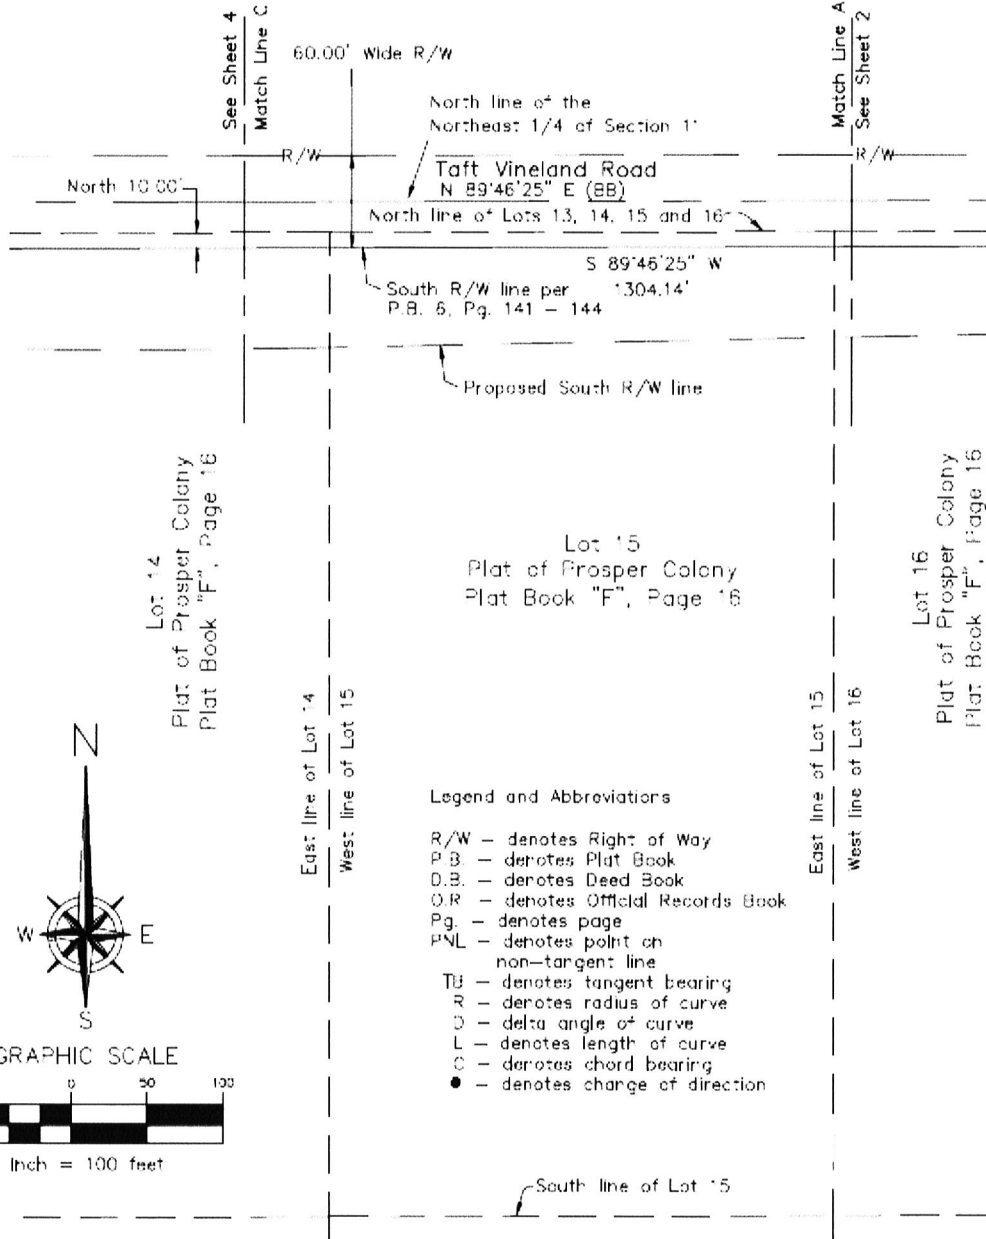 See Sheet 4
Match Line C
60.00' Wide R/W
Match Line A
See Sheet 2
North line of the
Northeast 1/4 of Section 11
R/W
R/W
Taft Vineland Road
N 89°46'25" E (BB)
North 10.00'
North line of Lots 13, 14, 15 and 16
S 89°46'25" W
1304.14'
South R/W line per
P.B. 6, Pg. 141 – 144
Proposed South R/W line
Lot 14
Plat of Prosper Colony
Plat Book "F", Page 16
Lot 15
Plat of Prosper Colony
Plat Book "F", Page 16
Lot 16
Plat of Prosper Colony
Plat Book "F", Page 16
East line of Lot 14
West line of Lot 15
East line of Lot 15
West line of Lot 16
N
W
E
S
GRAPHIC SCALE
0 50 100
Inch = 100 feet
Legend and Abbreviations
R/W – denotes Right of Way
P.B. – denotes Plat Book
D.B. – denotes Deed Book
O.R – denotes Official Records Book
Pg. – denotes page
PNL – denotes point on
non–tangent line
TB – denotes tangent bearing
R – denotes radius of curve
D – delta angle of curve
L – denotes length of curve
C – denotes chord bearing
● – denotes change of direction
South line of Lot 15